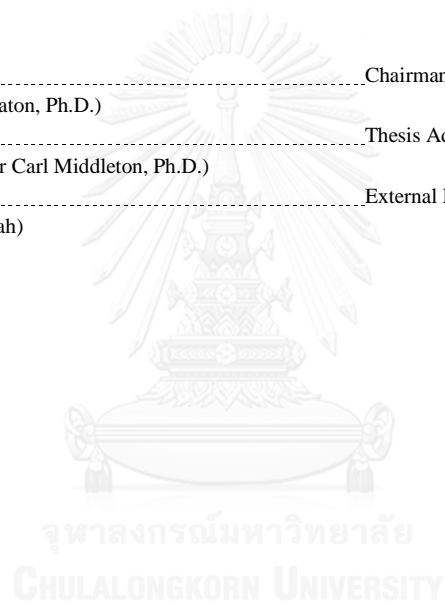 Chairman
aton, Ph.D.)
Thesis Ad
r Carl Middleton, Ph.D.)
External
ah)
จุฬาลงกรณ์มหาวิทยาลัย
CHULALONGKORN UNIVERSITY